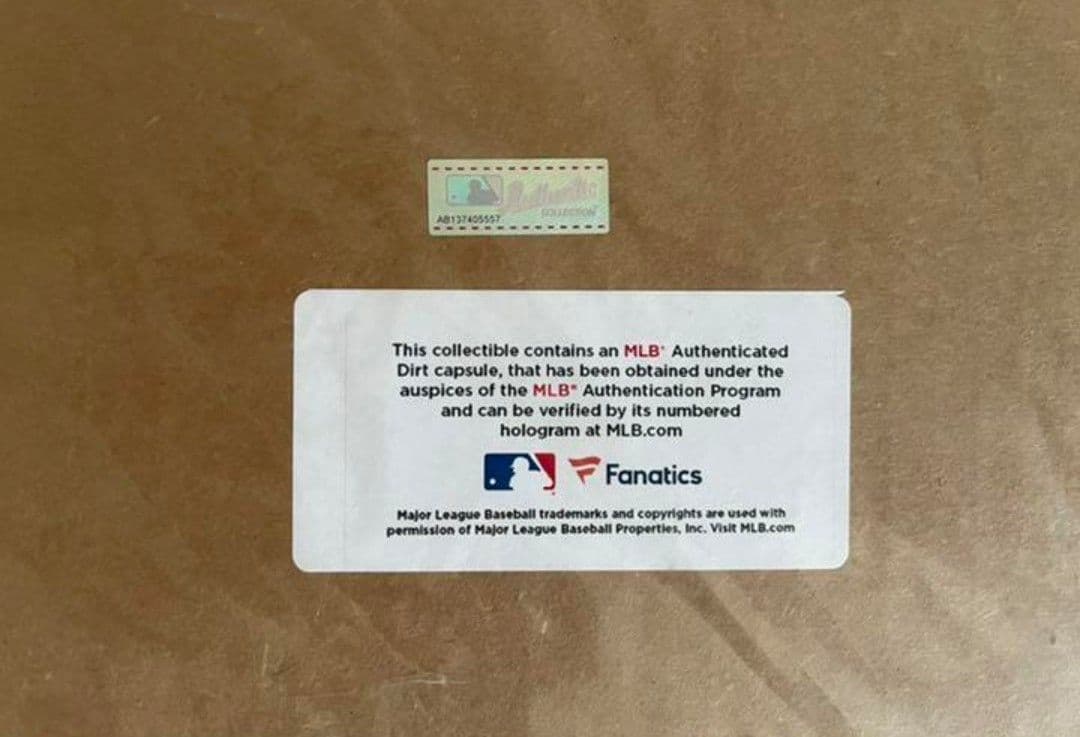 Authentic
COLLECTION
AB137405557
This collectible contains an MLB® Authenticated
Dirt capsule, that has been obtained under the
auspices of the MLB® Authentication Program
and can be verified by its numbered
hologram at MLB.com
Fanatics
Major League Baseball trademarks and copyrights are used with
permission of Major League Baseball Properties, Inc. Visit MLB.com